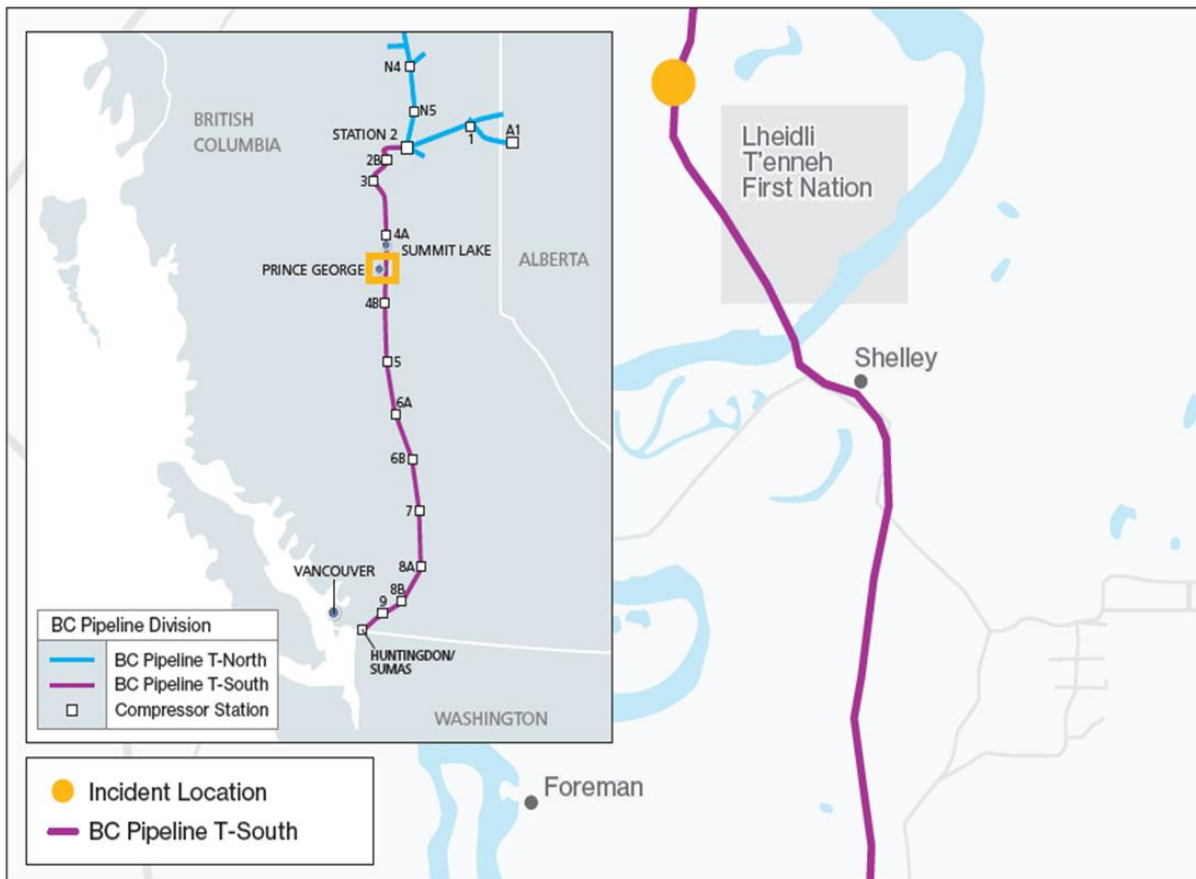 N4
N5
BRITISH
COLUMBIA
STATION 2
1
A1
2B
3
4A
SUMMIT LAKE
ALBERTA
PRINCE GEORGE
4B
5
6A
6B
7
8A
VANCOUVER
8B
9
HUNTINGDON/
SUMAS
WASHINGTON
BC Pipeline Division
BC Pipeline T-North
BC Pipeline T-South
Compressor Station
Lheidli
T'enneh
First Nation
Shelley
Foreman
Incident Location
BC Pipeline T-South